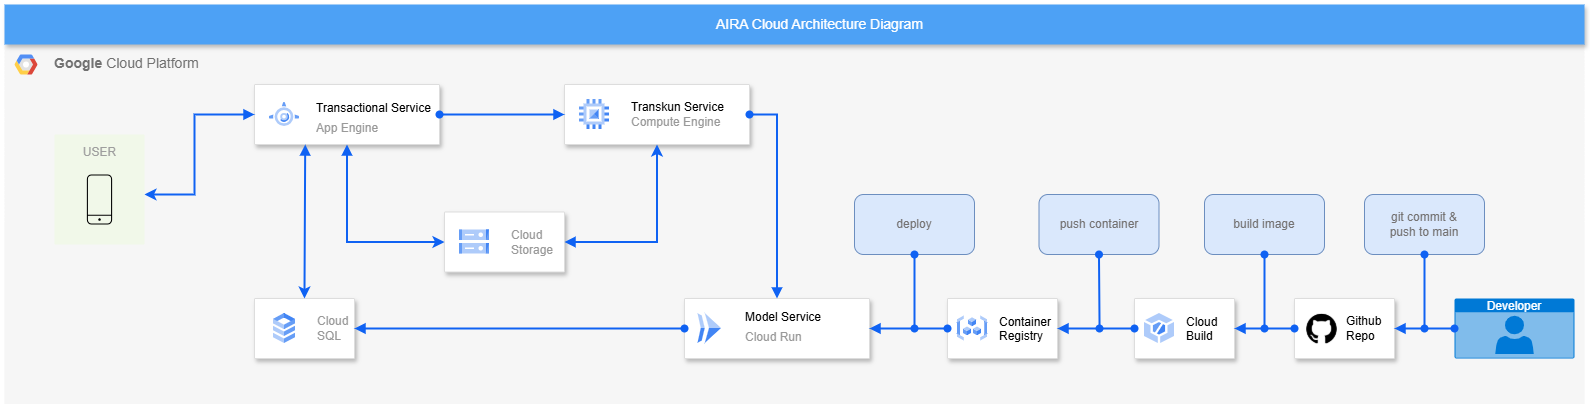 AIRA Cloud Architecture Diagram
Google Cloud Platform
USER
Transactional Service
App Engine
Transkun Service
Compute Engine
Cloud
Storage
deploy
push container
build image
git commit &
push to main
Cloud
SQL
Model Service
Cloud Run
Container
Registry
Cloud
Build
Github
Repo
Developer